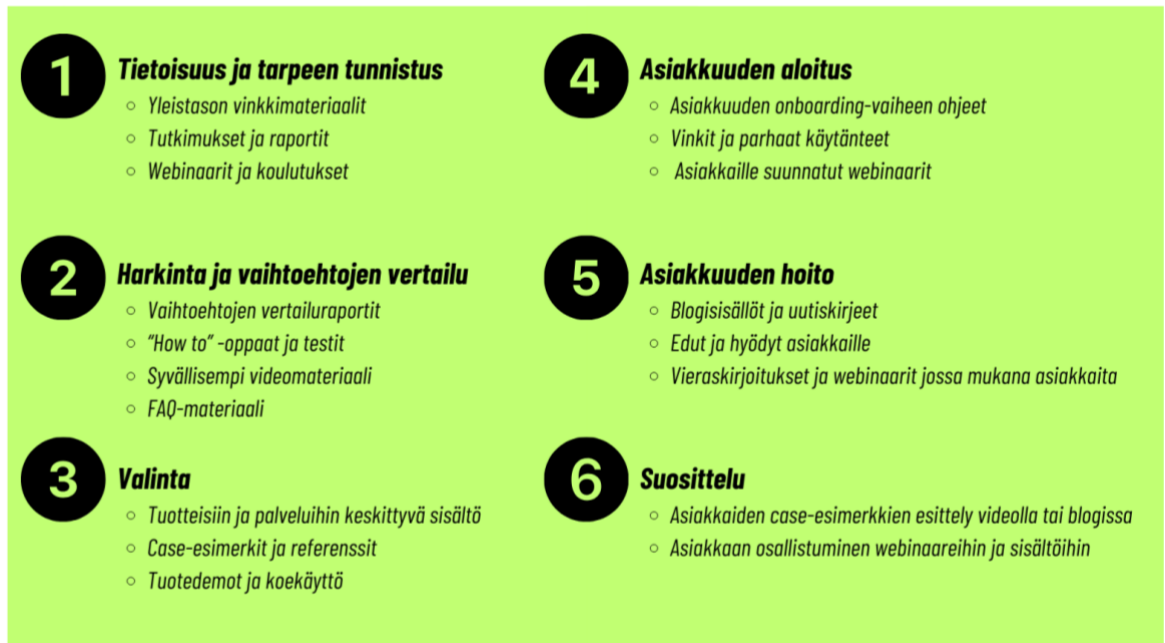 1
Tietoisuus ja tarpeen tunnistus
Yleistason vinkkimateriaalit
Tutkimukset ja raportit
Webinaarit ja koulutukset
2
Harkinta ja vaihtoehtojen vertailu
Vaihtoehtojen vertailuraportit
“How to” -oppaat ja testit
Syvällisempi videomateriaali
FAQ-materiaali
3
Valinta
Tuotteisiin ja palveluihin keskittyvä sisältö
Case-esimerkit ja referenssit
Tuotedemot ja koekäyttö
4
Asiakkuuden aloitus
Asiakkuuden onboarding-vaiheen ohjeet
Vinkit ja parhaat käytänteet
Asiakkaille suunnatut webinaarit
5
Asiakkuuden hoito
Blogisisällöt ja uutiskirjeet
Edut ja hyödyt asiakkaille
Vieraskirjoitukset ja webinaarit jossa mukana asiakkaita
6
Suosittelu
Asiakkaiden case-esimerkkien esittely videolla tai blogissa
Asiakkaan osallistuminen webinaareihin ja sisältöihin